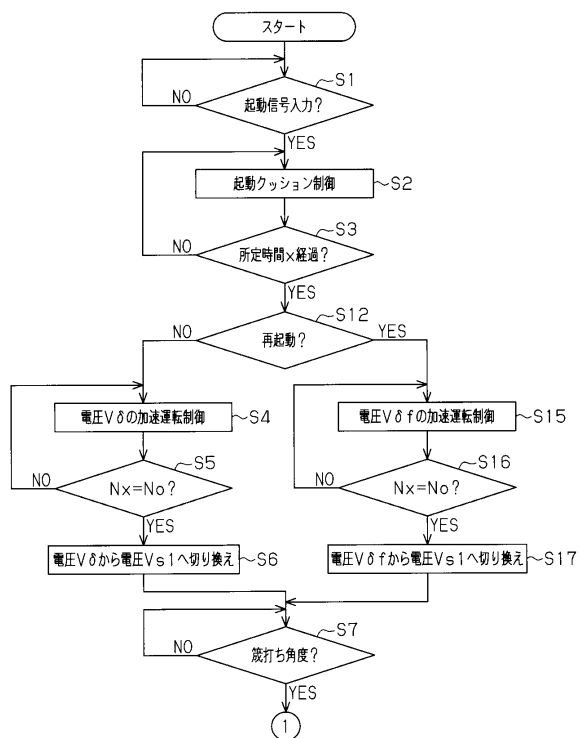 スタート
S1
起動信号入力?
NO
YES
起動クッション制御
S2
S3
所定時間x経過?
NO
YES
S12
再起動?
NO
YES
電圧Vδの加速運転制御
S4
電圧Vδfの加速運転制御
S15
S5
Nx=No?
NO
YES
S16
Nx=No?
NO
YES
電圧Vδから電圧Vs1へ切り換え
S6
電圧Vδfから電圧Vs1へ切り換え
S17
S7
筬打ち角度?
NO
YES
1